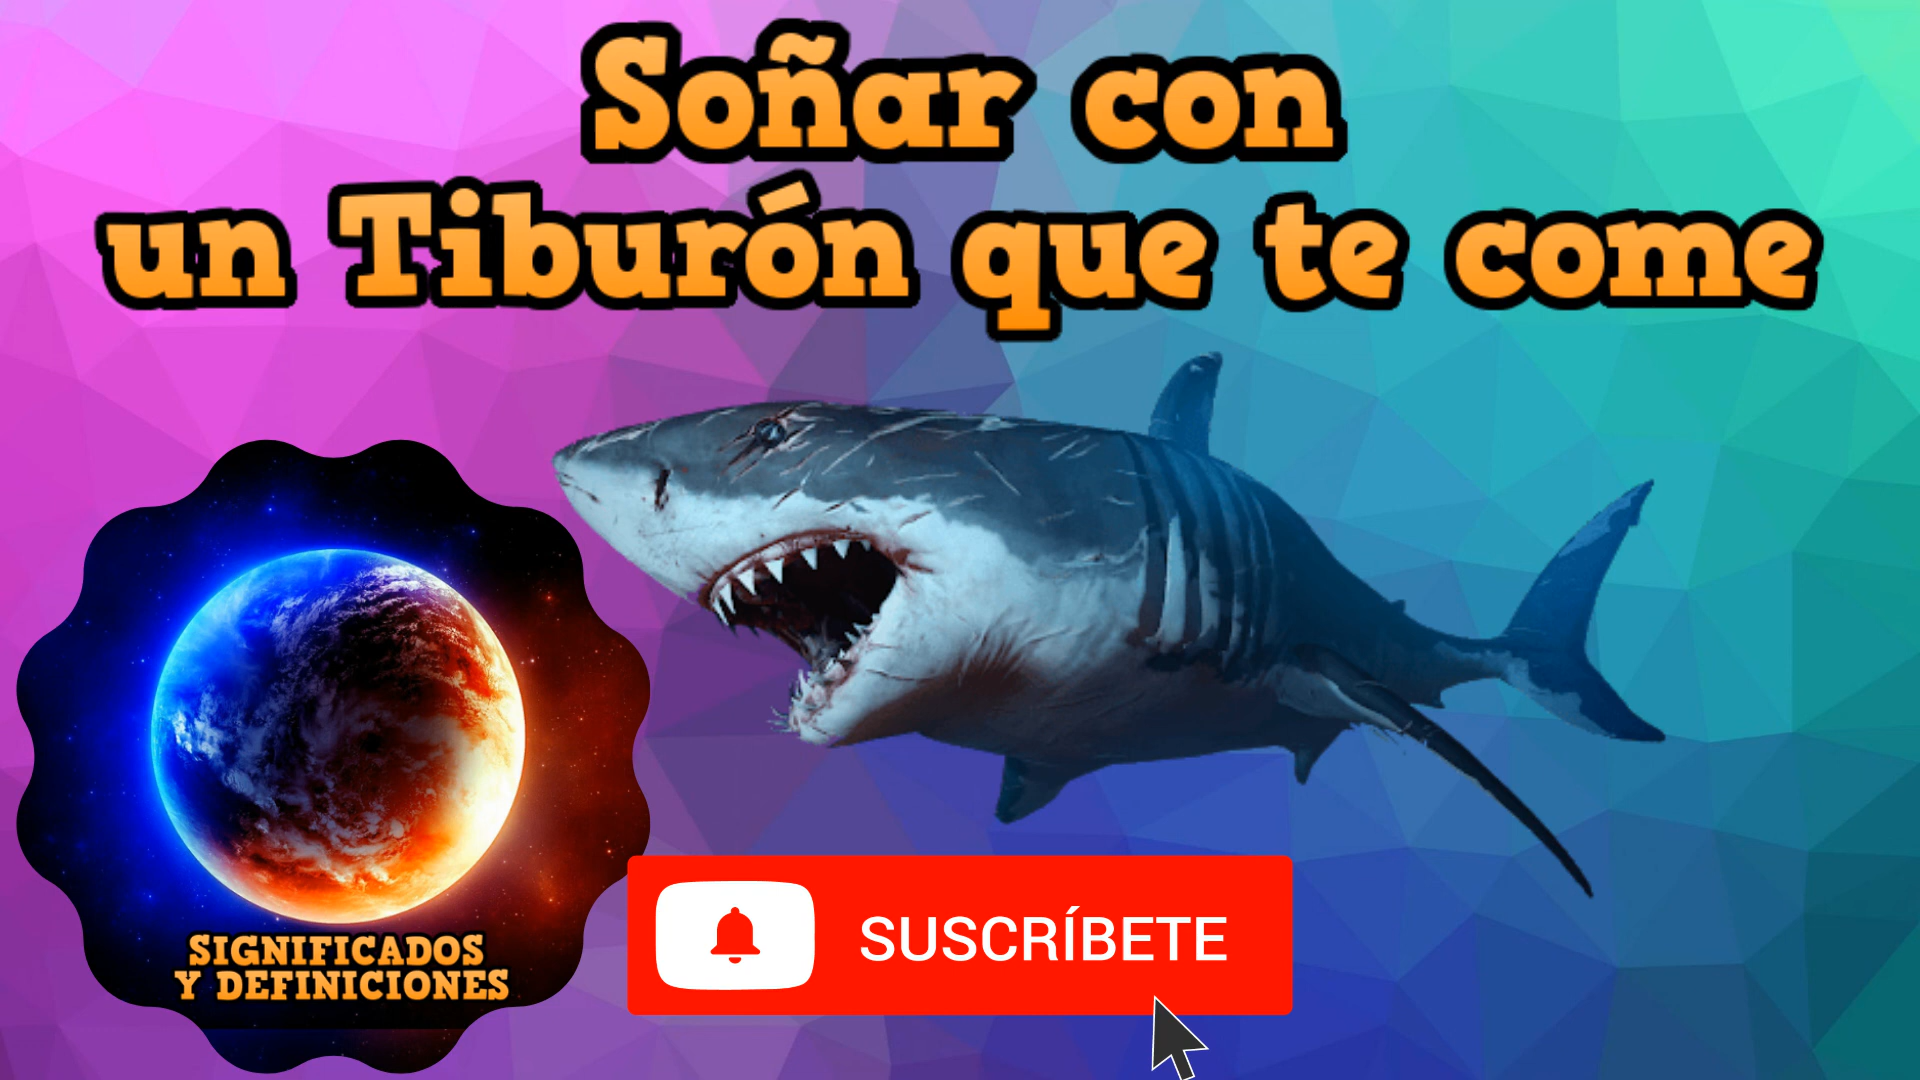 Soñar con
un Tiburón que te come
SIGNIFICADOS
Y DEFINICIONES
SUSCRÍBETE